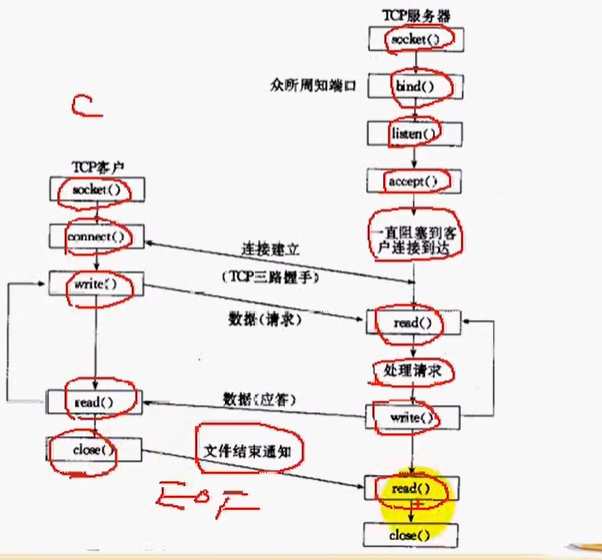 TCP服务器
socket()
众所周知端口
bind()
listen()
accept()
一直阻塞到客
户连接到达
C
TCP客户
socket()
connect()
连接建立
(TCP三路握手)
write()
数据(请求)
read()
处理请求
read()
数据(应答)
write()
close()
文件结束通知
EOF
read()
close()